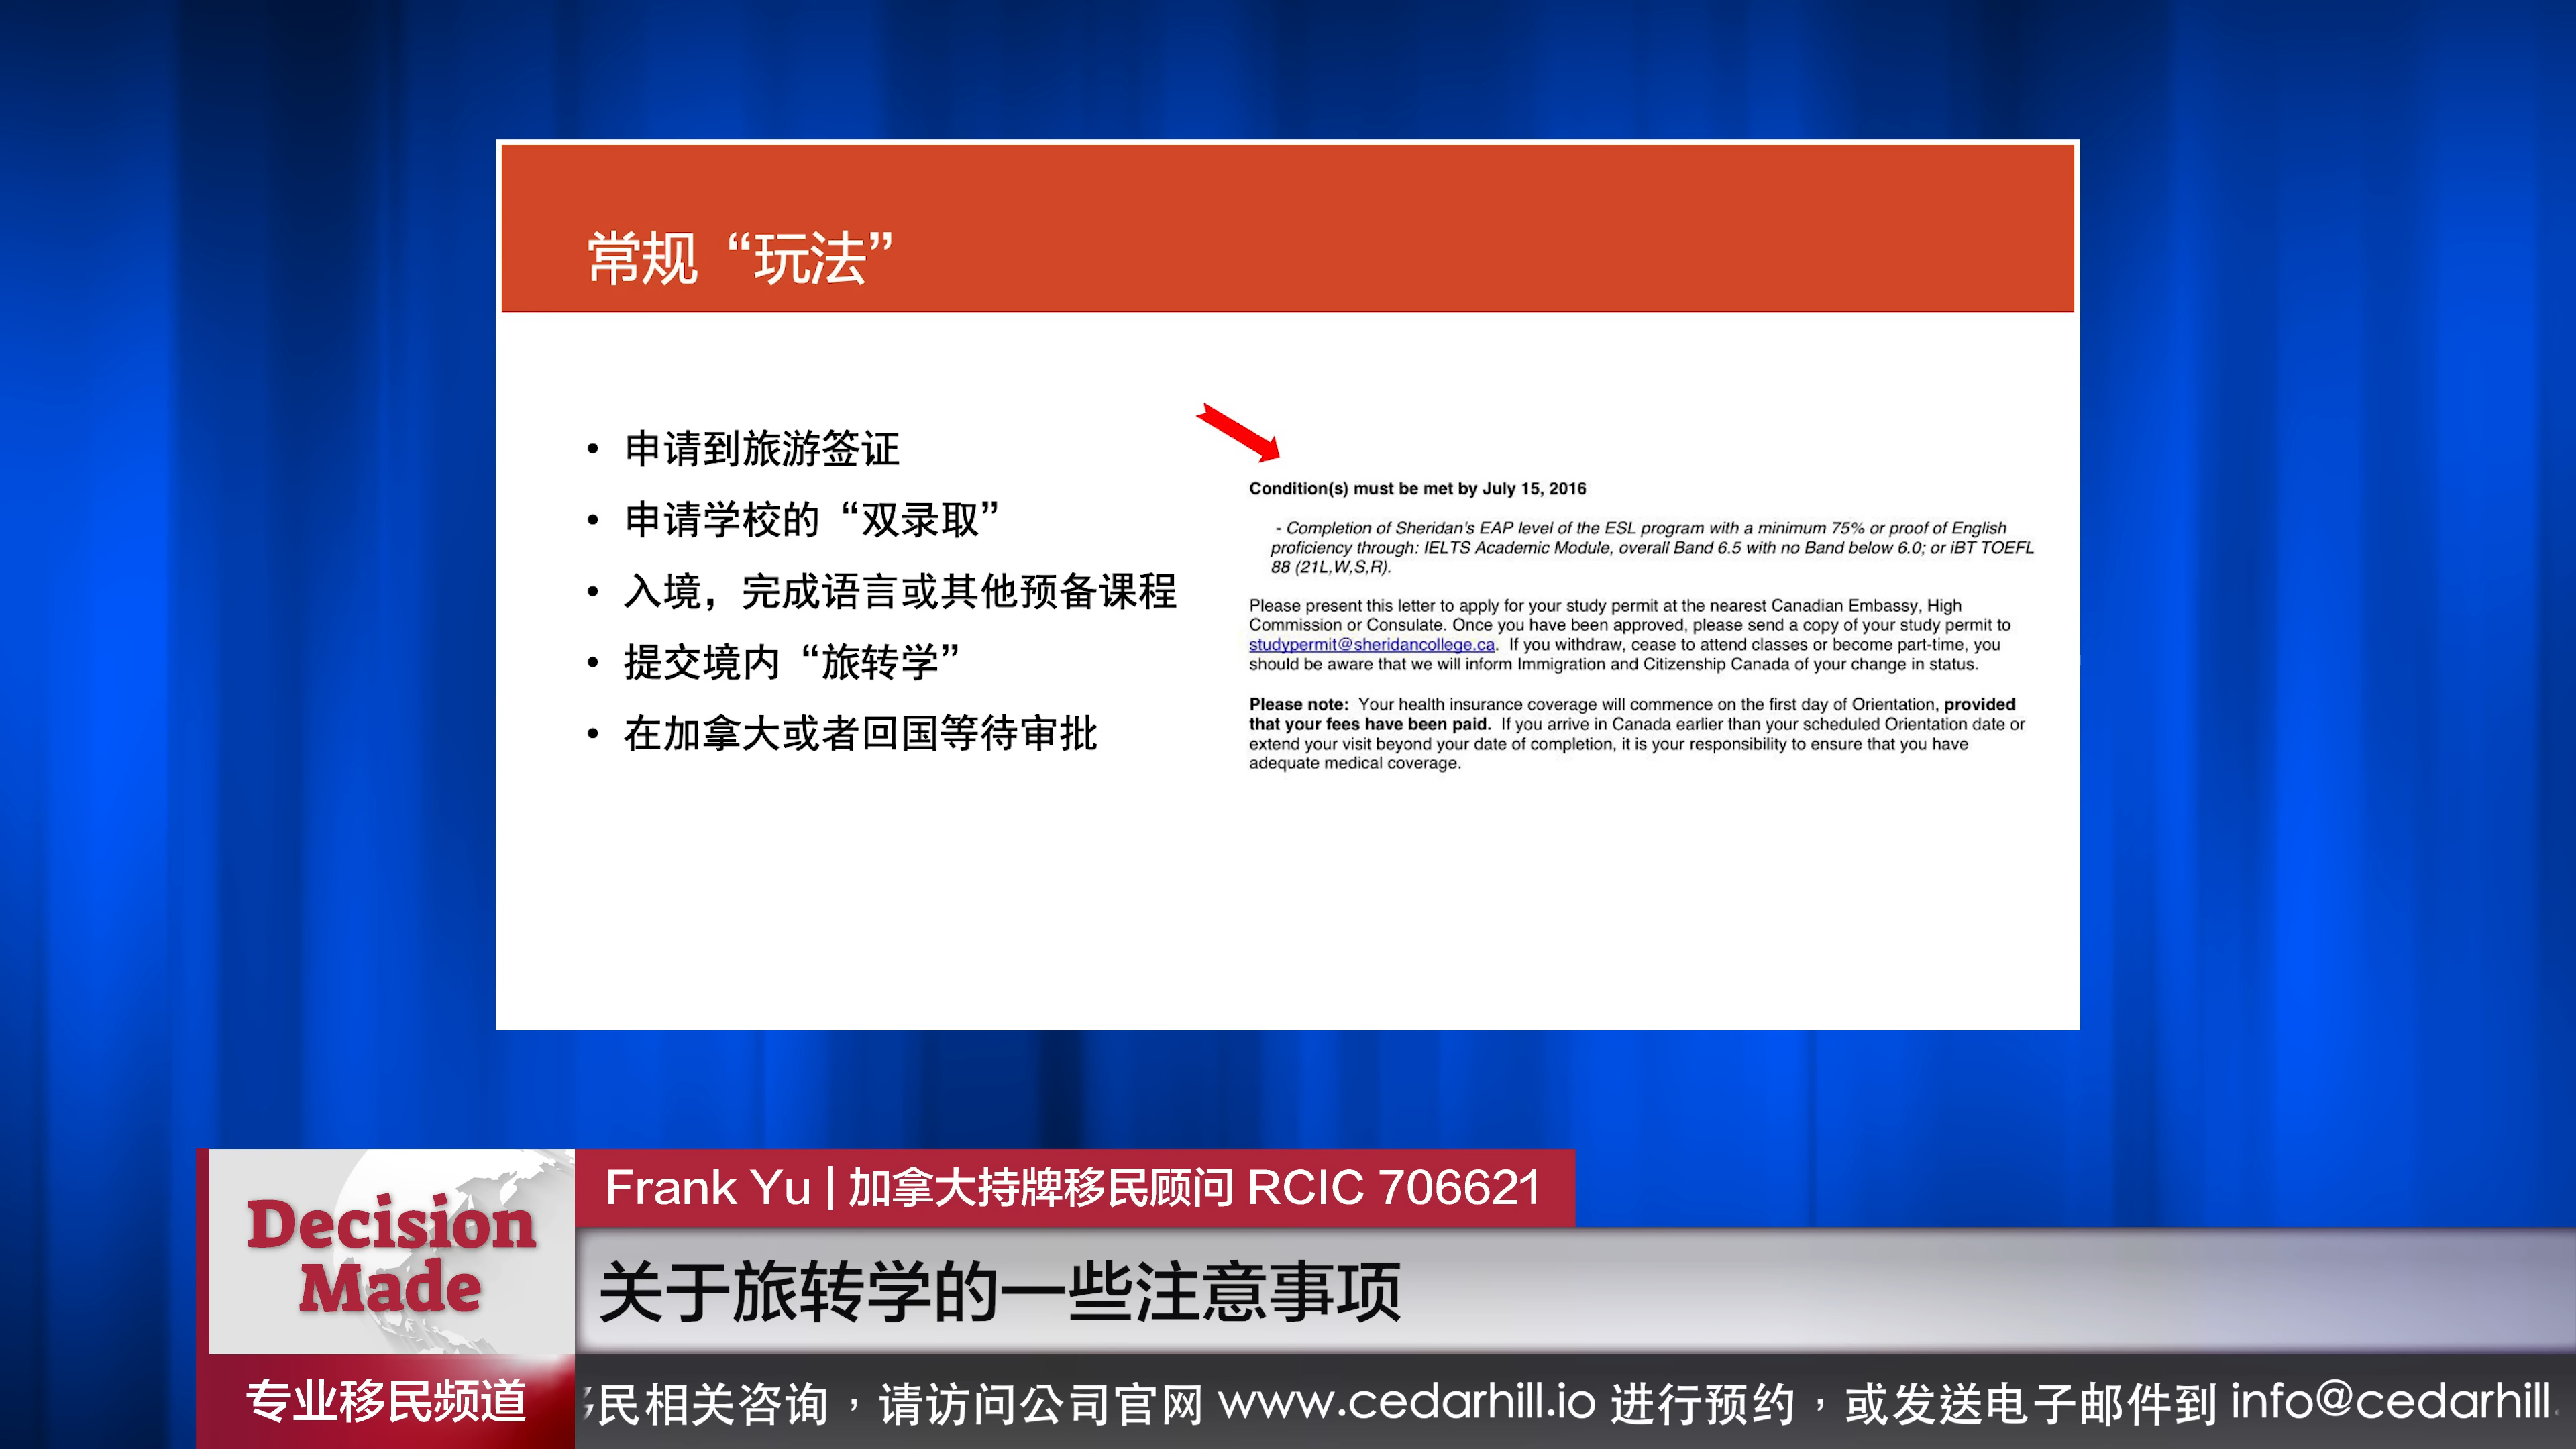 常规 “玩法”
• 申请到旅游签证
• 申请学校的 “双录取”
• 入境，完成语言或其他预备课程
• 提交境内 “旅转学”
• 在加拿大或者回国等待审批
Condition(s) must be met by July 15, 2016
- Completion of Sheridan's EAP level of the ESL program with a minimum 75% or proof of English
proficiency through: IELTS Academic Module, overall Band 6.5 with no Band below 6.0; or iBT TOEFL
88 (21L,W,S,R).
Please present this letter to apply for your study permit at the nearest Canadian Embassy, High
Commission or Consulate. Once you have been approved, please send a copy of your study permit to
studypermit@sheridancollege.ca. If you withdraw, cease to attend classes or become part-time, you
should be aware that we will inform Immigration and Citizenship Canada of your change in status.
Please note: Your health insurance coverage will commence on the first day of Orientation, provided
that your fees have been paid. If you arrive in Canada earlier than your scheduled Orientation date or
extend your visit beyond your date of completion, it is your responsibility to ensure that you have
adequate medical coverage.
Frank Yu | 加拿大持牌移民顾问 RCIC 706621
Decision
Made
关于旅转学的一些注意事项
专业移民频道
民相关咨询，请访问公司官网 www.cedarhill.io 进行预约，或发送电子邮件到 info@cedarhill.